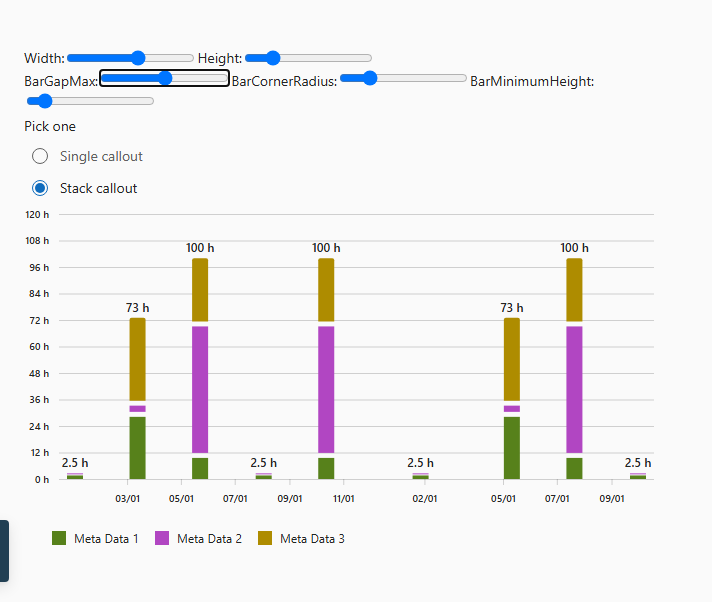 Width: Height:
BarGapMax: BarCornerRadius: BarMinimumHeight:
Pick one
Single callout
Stack callout
120 h
108 h
96 h
84 h
72 h
60 h
48 h
36 h
24 h
12 h
0 h
2.5 h
73 h
100 h
2.5 h
100 h
2.5 h
73 h
100 h
2.5 h
03/01 05/01 07/01 09/01 11/01 02/01 05/01 07/01 09/01
Meta Data 1 Meta Data 2 Meta Data 3